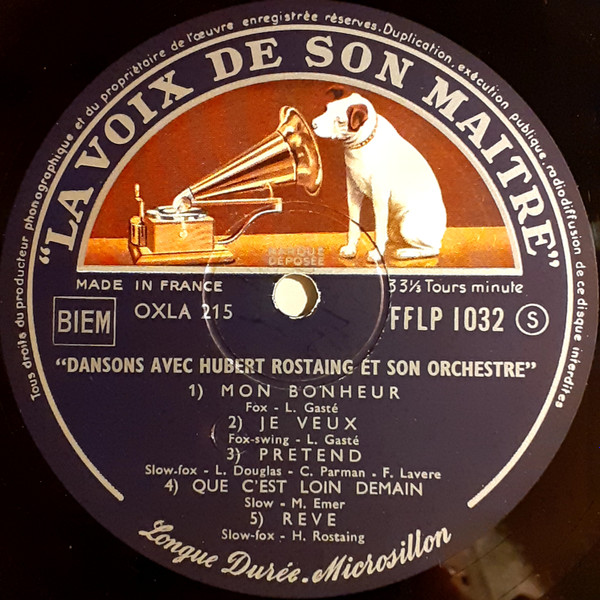 Tous droits du producteur phonographique et du propriétaire de l'œuvre enregistrée réservés. Duplication, exécution publique, radiodiffusion de ce disque interdites
"LA VOIX DE SON MAITRE"
MARQUE
DÉPOSÉE
MADE IN FRANCE
33⅓ Tours minute
BIEM
OXLA 215
FFLP 1032 S
"DANSONS AVEC HUBERT ROSTAING ET SON ORCHESTRE"
1) MON BONHEUR
Fox - L. Gasté
2) JE VEUX
Fox-swing - L. Gasté
3) PRETEND
Slow-fox - L. Douglas - C. Parman - F. Lavere
4) QUE C'EST LOIN DEMAIN
Slow - M. Emer
5) REVE
Slow-fox - H. Rostaing
Longue Durée. Microsillon